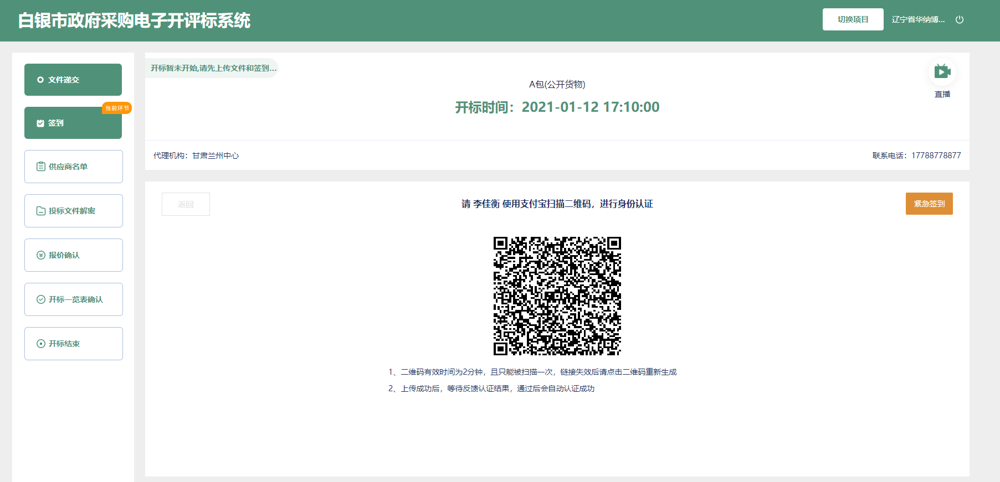 白银市政府采购电子开评标系统
切换项目
辽宁省华纳博...
文件递交
当前环节
签到
供应商名单
投标文件解密
报价确认
开标一览表确认
开标结束
开标暂未开始,请先上传文件和签到...
A包(公开货物)
开标时间：2021-01-12 17:10:00
直播
代理机构：甘肃兰州中心
联系电话：17788778877
返回
请 李佳衡 使用支付宝扫描二维码，进行身份认证
紧急签到
1、二维码有效时间为2分钟，且只能被扫描一次，链接失效后请点击二维码重新生成
2、上传成功后，等待反馈认证结果，通过后会自动认证成功